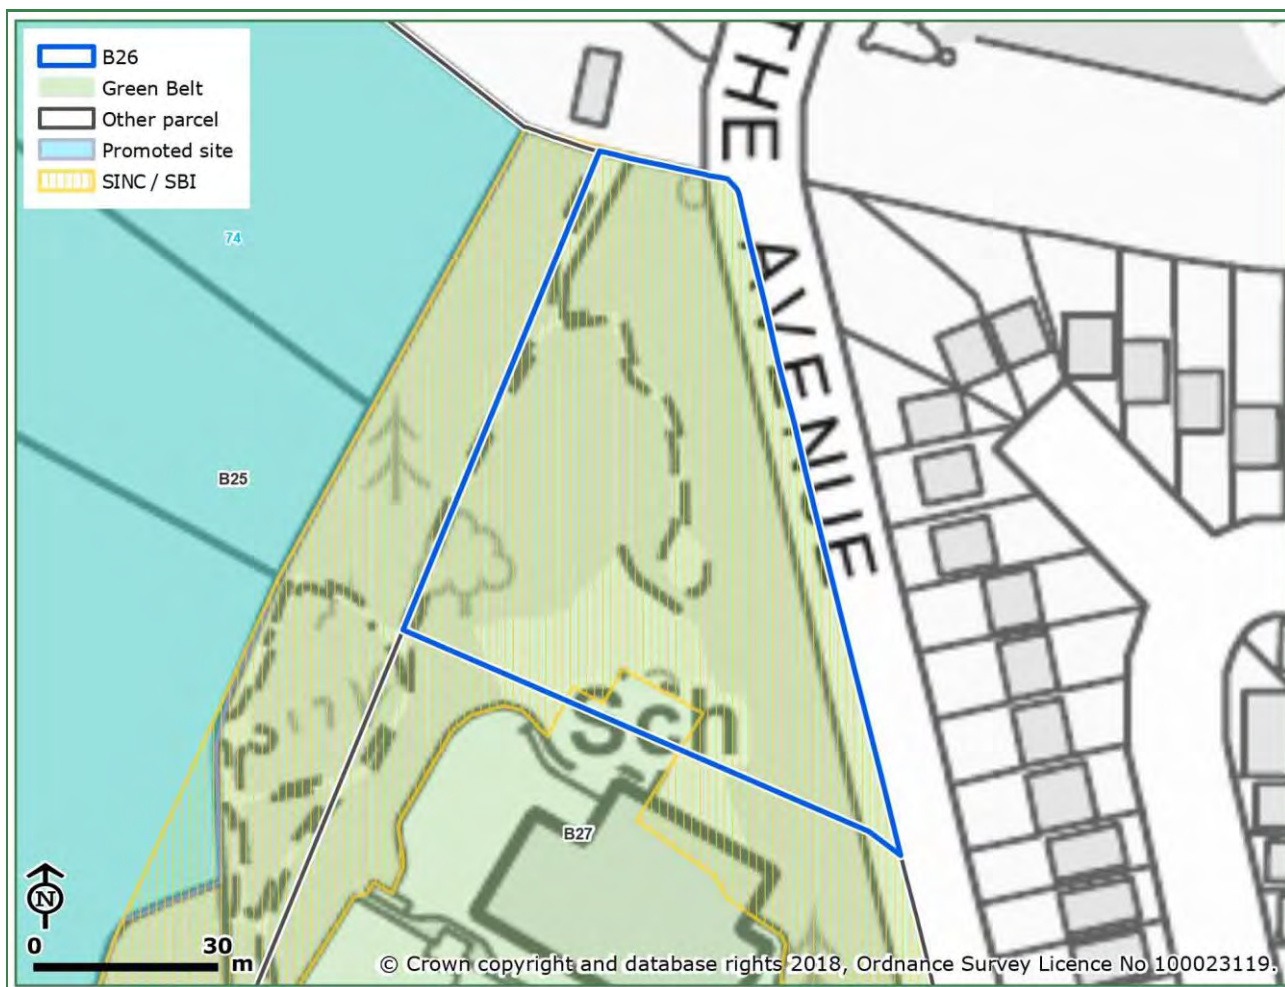 B26
Green Belt
Other parcel
Promoted site
SINC / SBI
THE AVENUE
74
B25
Sch
B27
N
0 30 m
© Crown copyright and database rights 2018, Ordnance Survey Licence No 100023119.